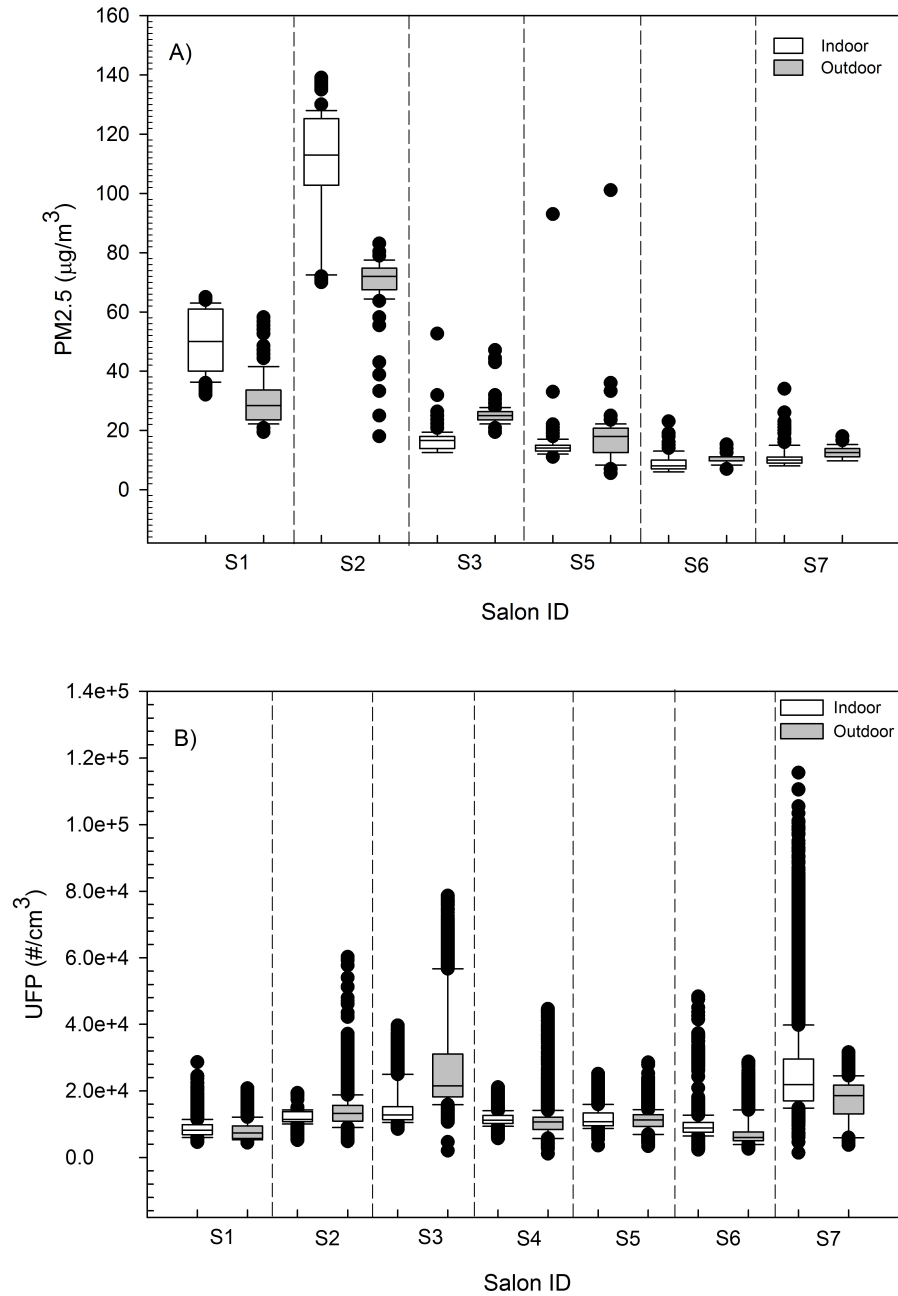 160
A)
Indoor
Outdoor
140
120
100
80
60
40
20
0
PM2.5 (μg/m³)
S1 S2 S3 S5 S6 S7
Salon ID
1.4e+5
B)
Indoor
Outdoor
1.2e+5
1.0e+5
8.0e+4
6.0e+4
4.0e+4
2.0e+4
0.0
UFP (#/cm³)
S1 S2 S3 S4 S5 S6 S7
Salon ID